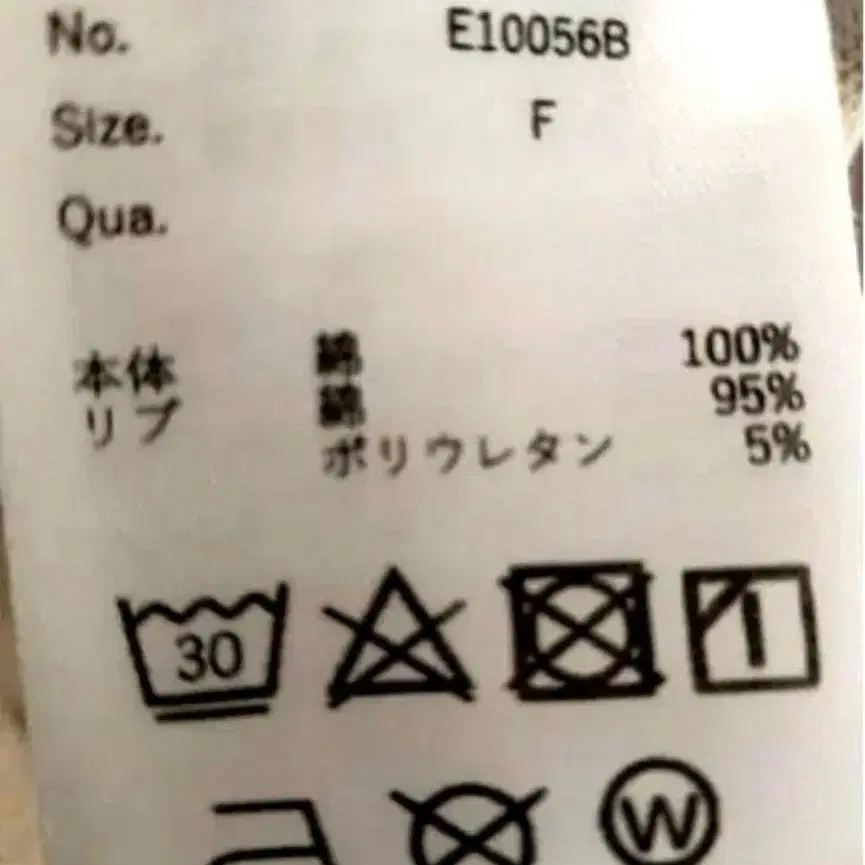 No. E10056B
Size. F
Qua.
本体 綿 100%
リブ 綿 95%
ポリウレタン 5%
30
W